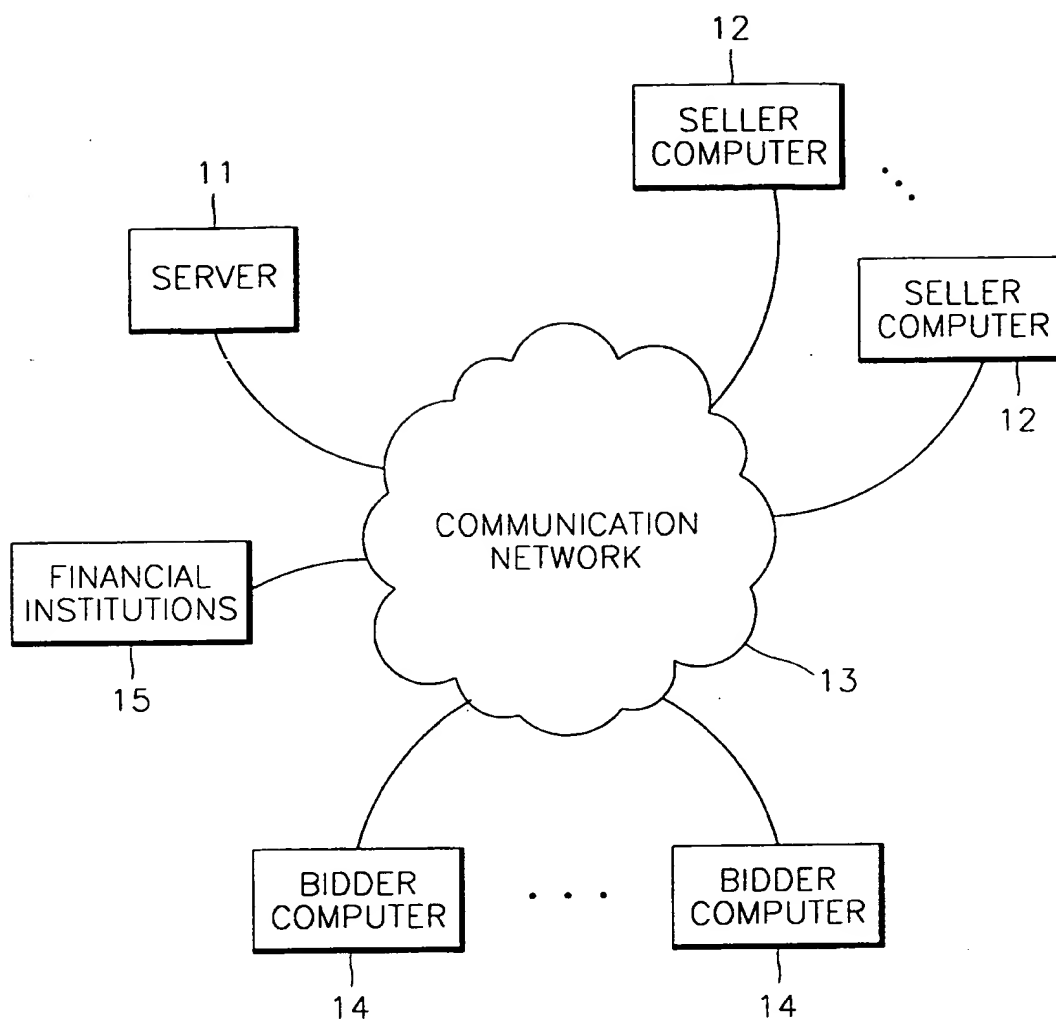 12
SELLER
COMPUTER
11
SERVER
SELLER
COMPUTER
12
COMMUNICATION
NETWORK
FINANCIAL
INSTITUTIONS
15
13
BIDDER
COMPUTER
14
BIDDER
COMPUTER
14